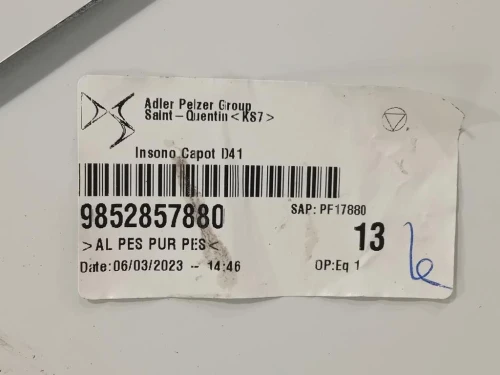 Adler Pelzer Group
Saint-Quentin <KS7>
Insono Capot D41
9852857880
SAP: PF17880
>AL PES PUR PES<
13
Date: 06/03/2023 -- 14:46
OP:Eq 1